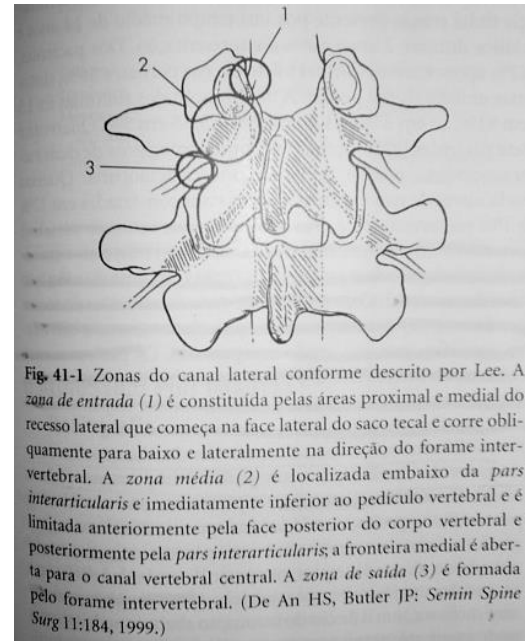 1
2
3
Fig. 41-1 Zonas do canal lateral conforme descrito por Lee. A
zona de entrada (1) é constituída pelas áreas proximal e medial do
recesso lateral que começa na face lateral do saco tecal e corre obli-
quamente para baixo e lateralmente na direção do forame inter-
vertebral. A zona média (2) é localizada embaixo da pars
interarticularis e imediatamente inferior ao pedículo vertebral e é
limitada anteriormente pela face posterior do corpo vertebral e
posteriormente pela pars interarticularis; a fronteira medial é aber-
ta para o canal vertebral central. A zona de saída (3) é formada
pelo forame intervertebral. (De An HS, Butler JP: Semin Spine
Surg 11:184, 1999.)